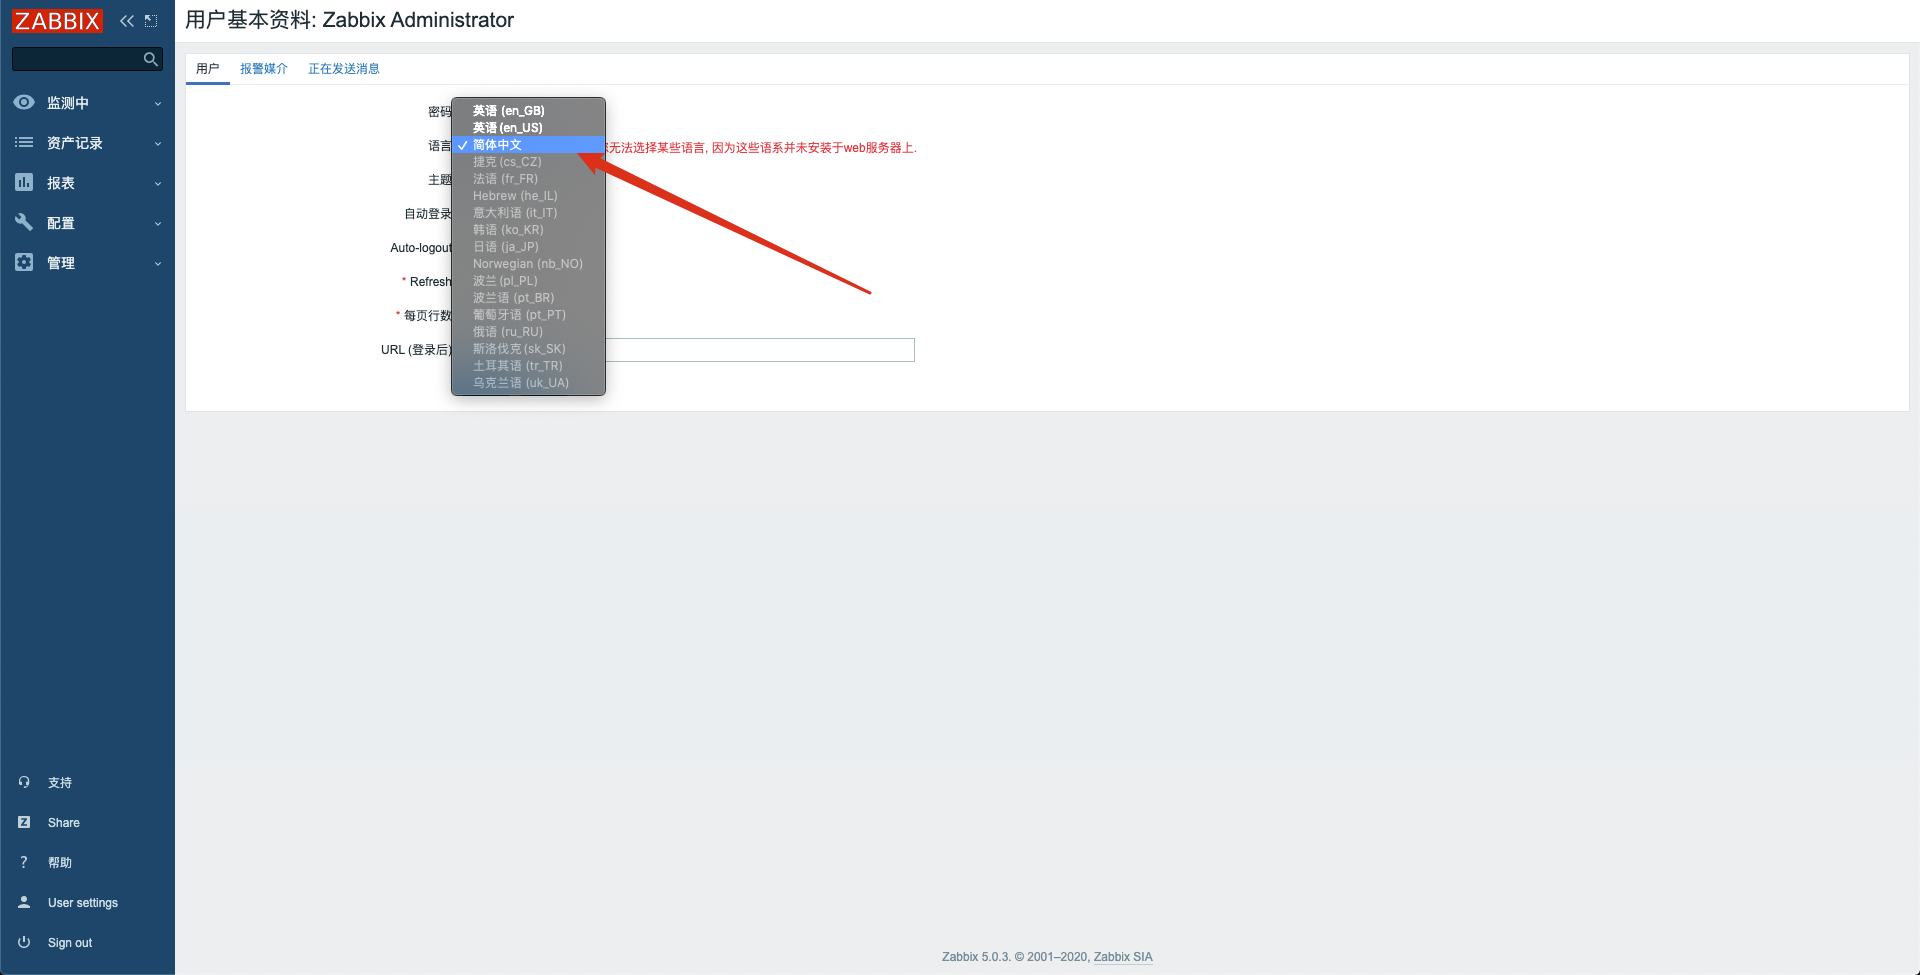 ZABBIX
监测中
资产记录
报表
配置
管理
支持
Share
帮助
User settings
Sign out
用户基本资料: Zabbix Administrator
用户 报警媒介 正在发送消息
密码
语言
无法选择某些语言, 因为这些语系并未安装于web服务器上.
主题
自动登录
Auto-logout
* Refresh
* 每页行数
URL (登录后)
英语 (en_GB)
英语 (en_US)
✓ 简体中文
捷克 (cs_CZ)
法语 (fr_FR)
Hebrew (he_IL)
意大利语 (it_IT)
韩语 (ko_KR)
日语 (ja_JP)
Norwegian (nb_NO)
波兰 (pl_PL)
波兰语 (pt_BR)
葡萄牙语 (pt_PT)
俄语 (ru_RU)
斯洛伐克 (sk_SK)
土耳其语 (tr_TR)
乌克兰语 (uk_UA)
Zabbix 5.0.3. © 2001–2020, Zabbix SIA